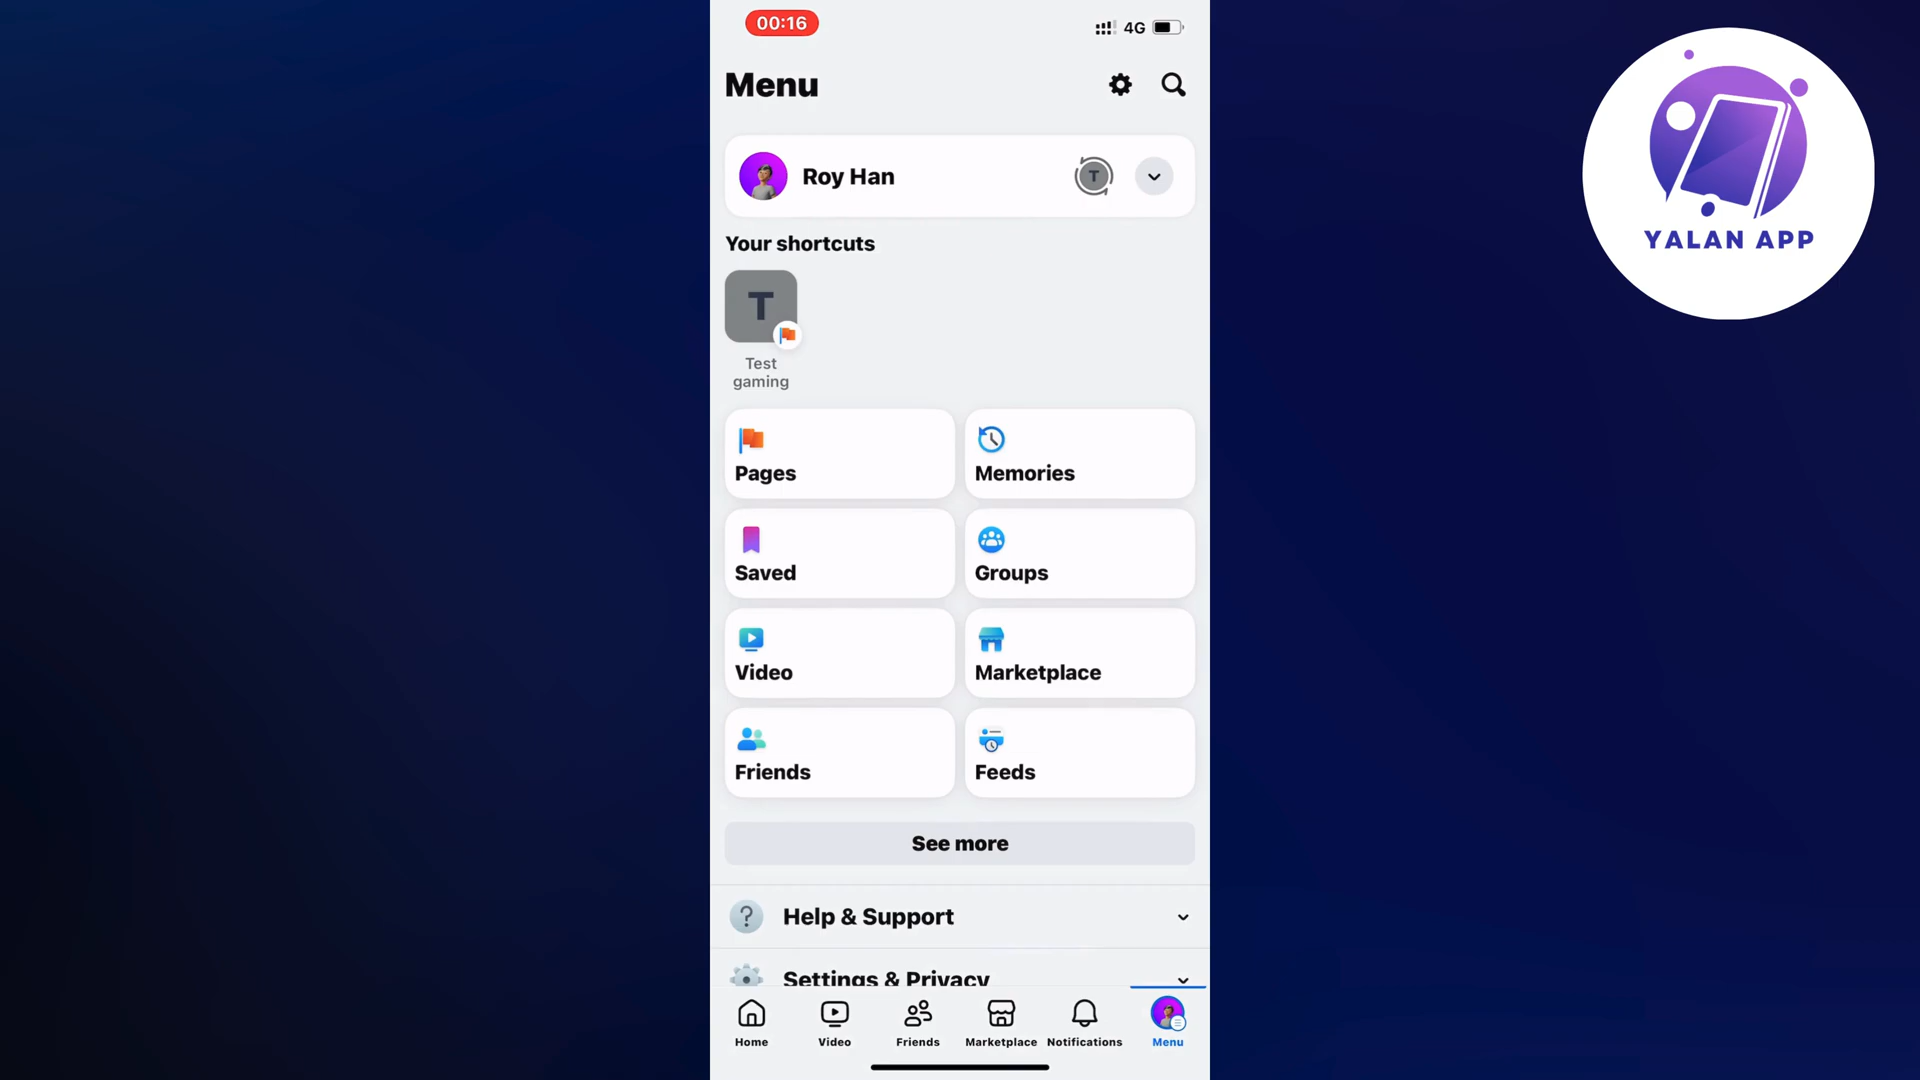 00:16
4G
Menu
YALAN APP
Roy Han
T
Your shortcuts
T
Test
gaming
Pages
Memories
Saved
Groups
Video
Marketplace
Friends
Feeds
See more
? Help & Support
Settings & Privacy
Home
Video
Friends
Marketplace
Notifications
Menu